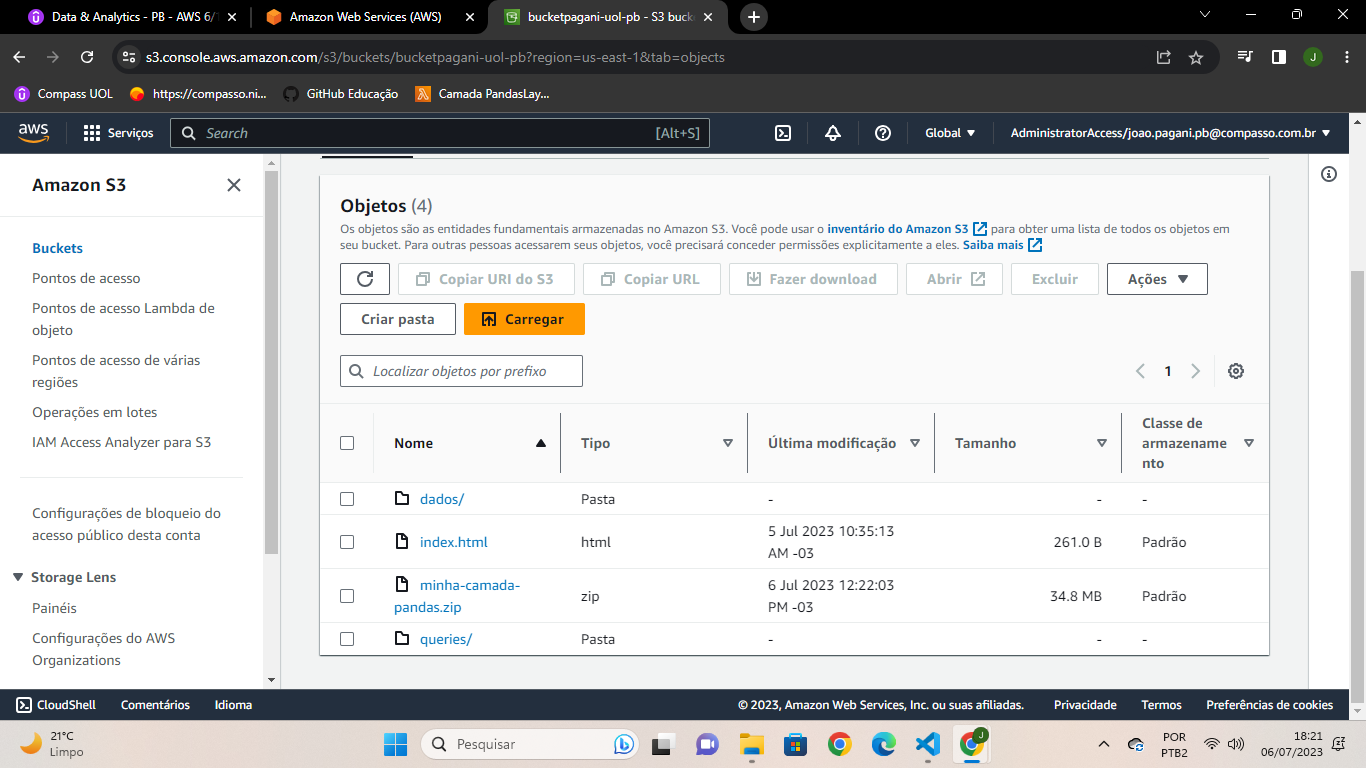 Data & Analytics - PB - AWS 6/
Amazon Web Services (AWS)
bucketpagani-uol-pb - S3 buck
s3.console.aws.amazon.com/s3/buckets/bucketpagani-uol-pb?region=us-east-1&tab=objects
J
Compass UOL
https://compasso.ni...
GitHub Educação
Camada PandasLay...
aws
Serviços
Search
[Alt+S]
Global
AdministratorAccess/joao.pagani.pb@compasso.com.br
Amazon S3
Buckets
Pontos de acesso
Pontos de acesso Lambda de
objeto
Pontos de acesso de várias
regiões
Operações em lotes
IAM Access Analyzer para S3
Configurações de bloqueio do
acesso público desta conta
Storage Lens
Painéis
Configurações do AWS
Organizations
Objetos (4)
Os objetos são as entidades fundamentais armazenadas no Amazon S3. Você pode usar o inventário do Amazon S3 para obter uma lista de todos os objetos em
seu bucket. Para outras pessoas acessarem seus objetos, você precisará conceder permissões explicitamente a eles. Saiba mais
Copiar URI do S3
Copiar URL
Fazer download
Abrir
Excluir
Ações
Criar pasta
Carregar
Localizar objetos por prefixo
1
Nome
Tipo
Última modificação
Tamanho
Classe de
armazename
nto
dados/
Pasta
-
-
-
index.html
html
5 Jul 2023 10:35:13
AM -03
261.0 B
Padrão
minha-camada-
pandas.zip
zip
6 Jul 2023 12:22:03
PM -03
34.8 MB
Padrão
queries/
Pasta
-
-
-
CloudShell
Comentários
Idioma
© 2023, Amazon Web Services, Inc. ou suas afiliadas.
Privacidade
Termos
Preferências de cookies
21°C
Limpo
Pesquisar
J
POR
PTB2
18:21
06/07/2023